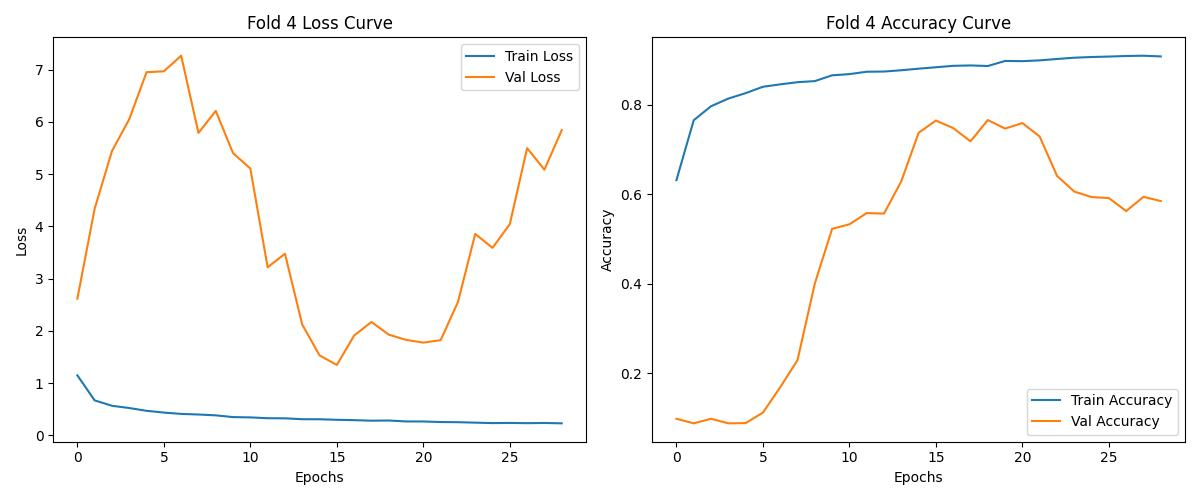 Fold 4 Loss Curve
Train Loss
Val Loss
Loss
7
6
5
4
3
2
1
0
0 5 10 15 20 25
Epochs
Fold 4 Accuracy Curve
Accuracy
0.8
0.6
0.4
0.2
Train Accuracy
Val Accuracy
0 5 10 15 20 25
Epochs